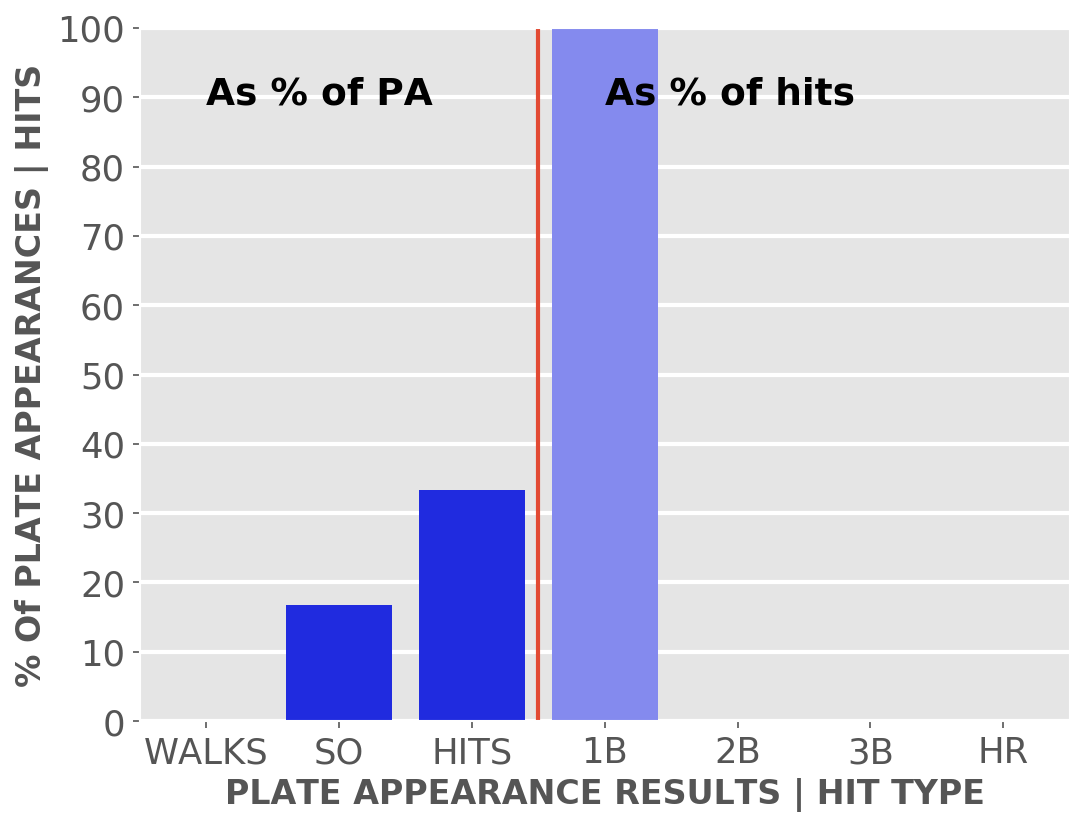 100
90
80
70
60
50
40
30
20
10
0
% Of PLATE APPEARANCES | HITS
As % of PA
As % of hits
WALKS SO HITS 1B 2B 3B HR
PLATE APPEARANCE RESULTS | HIT TYPE